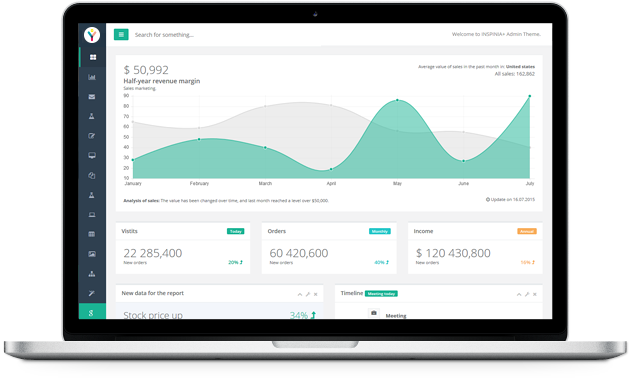 Search for something...
Welcome to INSPINIA+ Admin Theme.
$ 50,992
Half-year revenue margin
Sales marketing.
Average value of sales in the past month in: United states
All sales: 162,862
90
80
70
60
50
40
30
20
10
January February March April May June July
Analysis of sales: The value has been changed over time, and last month reached a level over $50,000.
Update on 16.07.2015
Vistits Today
22 285,400
New orders 20%
Orders Monthly
60 420,600
New orders 40%
Income Annual
$ 120 430,800
New orders 16%
New data for the report
Stock price up 34%
Timeline Meeting today
Meeting